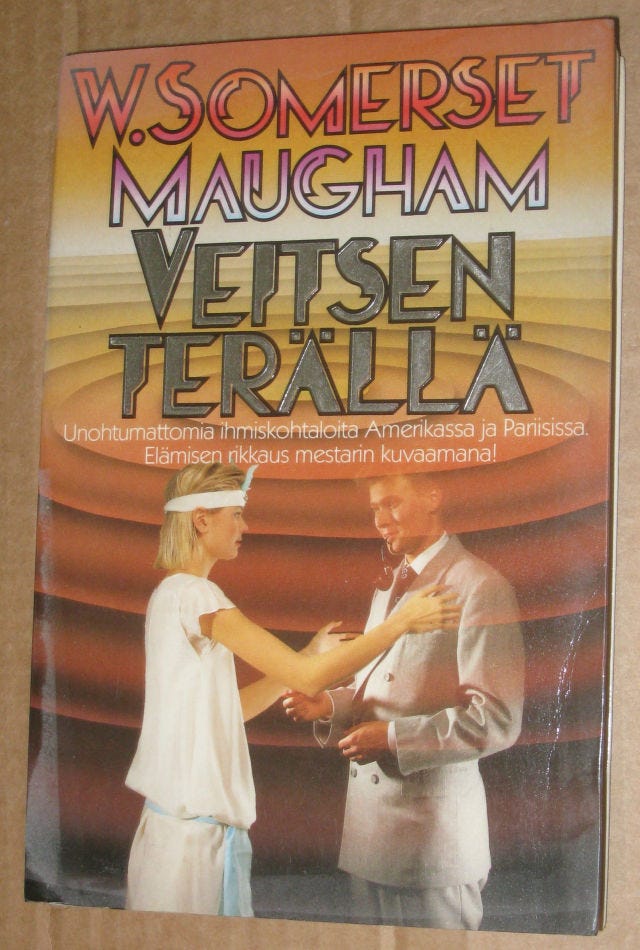 W. SOMERSET
MAUGHAM
VEITSEN
TERÄLLÄ
Unohtumattomia ihmiskohtaloita Amerikassa ja Pariisissa.
Elämisen rikkaus mestarin kuvaamana!